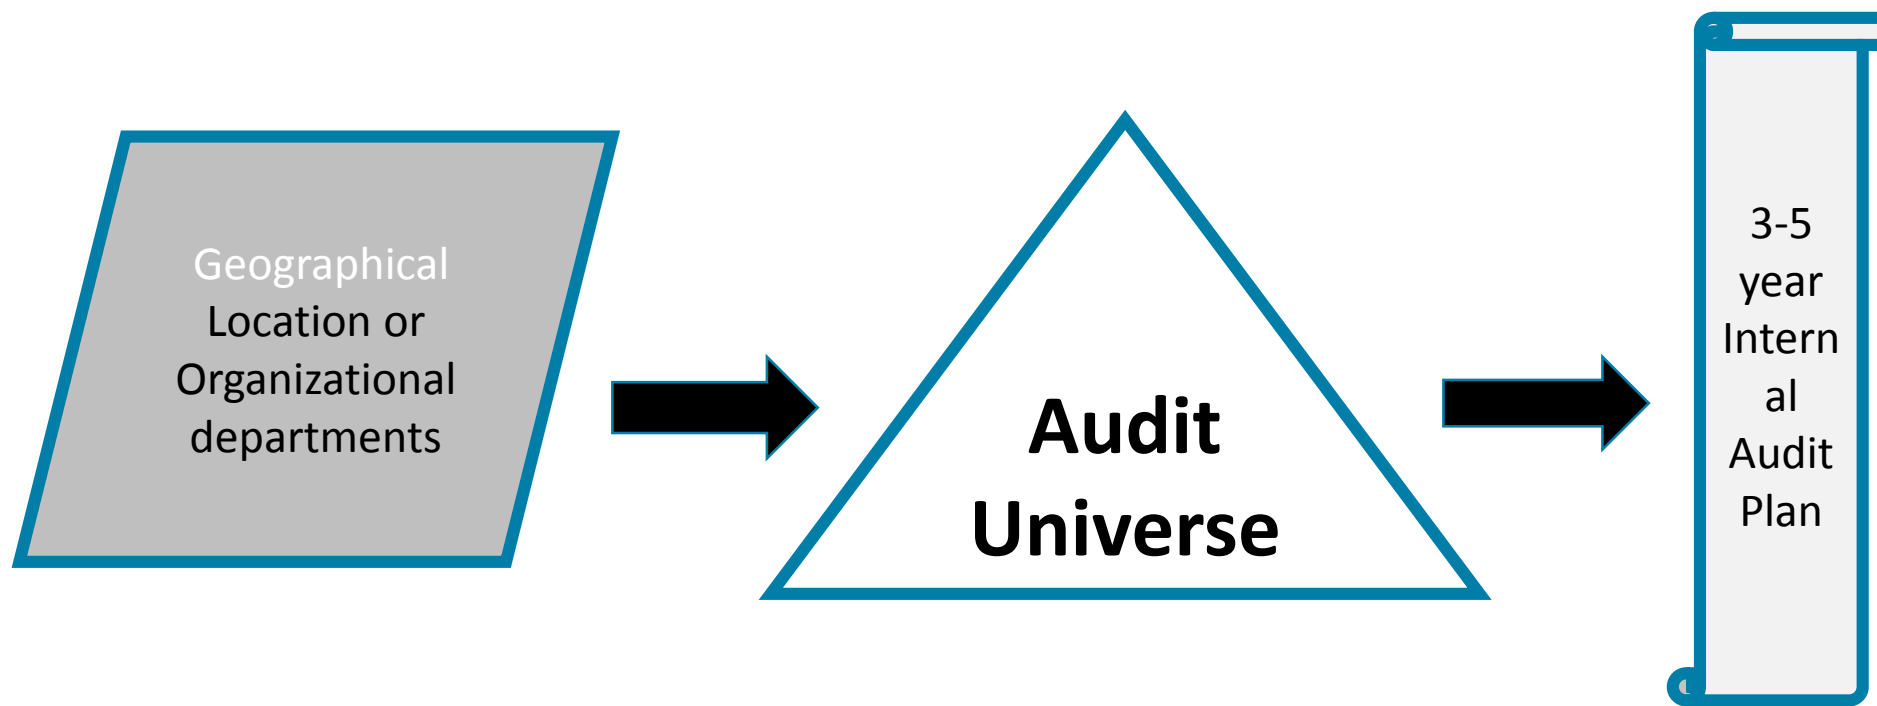 Geographical
Location or
Organizational
departments
Audit
Universe
3-5
year
Intern
al
Audit
Plan